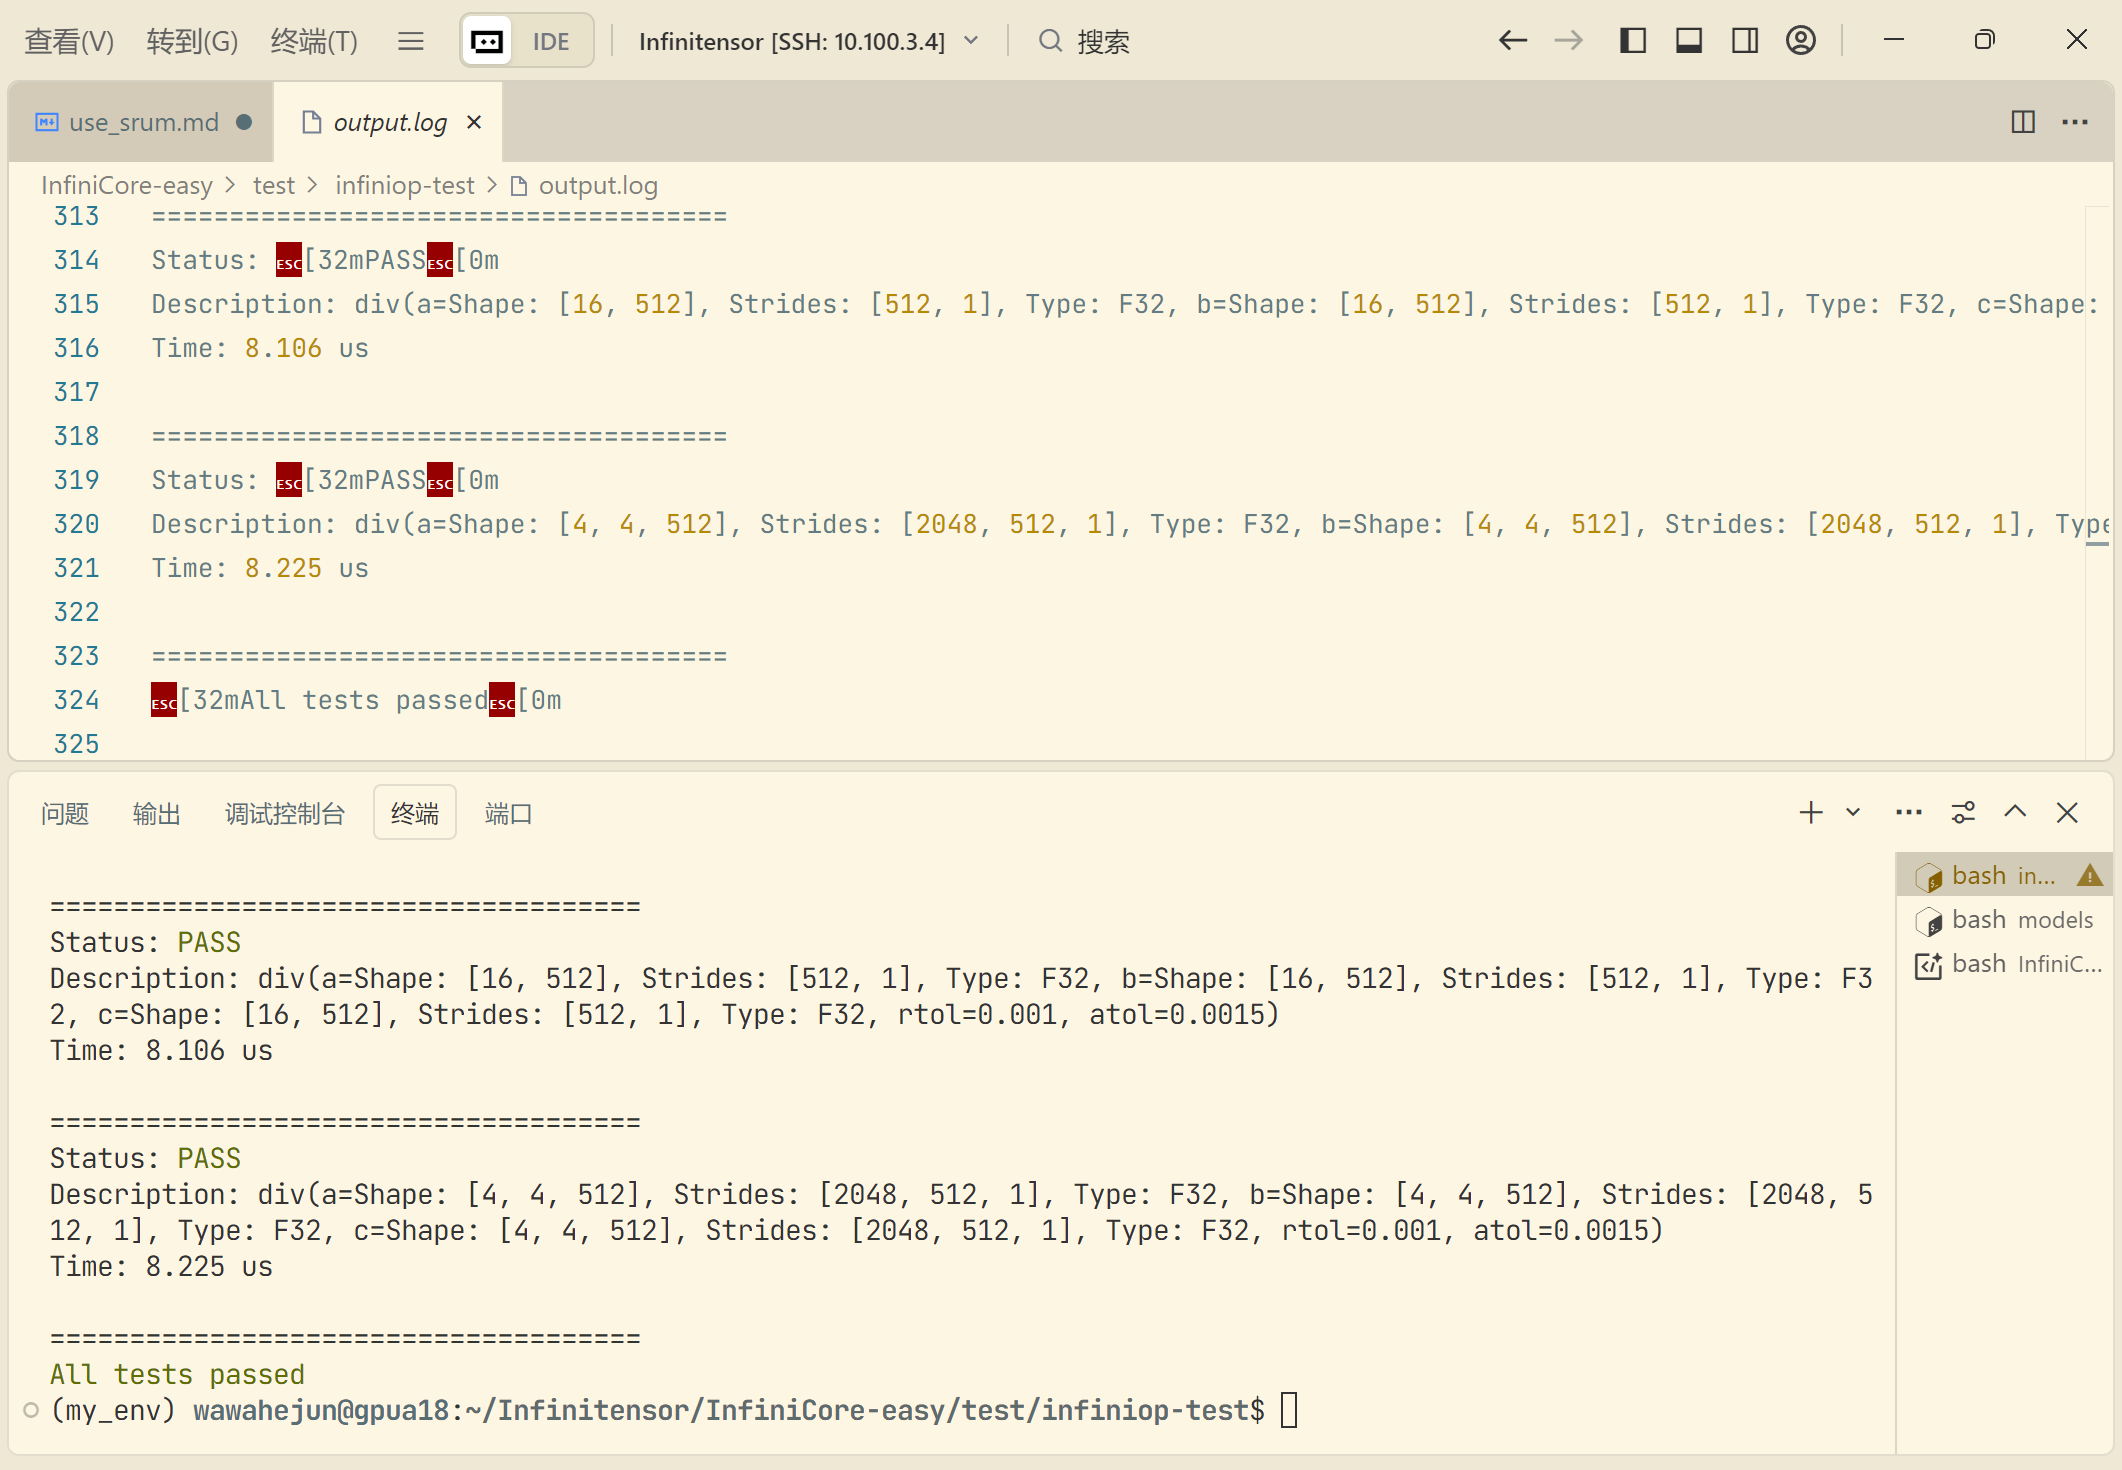 查看(V) 转到(G) 终端(T) IDE Infinitensor [SSH: 10.100.3.4] 搜索
use_srum.md output.log
InfiniCore-easy > test > infiniop-test > output.log
313 =====================================
314 Status: ESC[32mPASSESC[0m
315 Description: div(a=Shape: [16, 512], Strides: [512, 1], Type: F32, b=Shape: [16, 512], Strides: [512, 1], Type: F32, c=Shape:
316 Time: 8.106 us
317
318 =====================================
319 Status: ESC[32mPASSESC[0m
320 Description: div(a=Shape: [4, 4, 512], Strides: [2048, 512, 1], Type: F32, b=Shape: [4, 4, 512], Strides: [2048, 512, 1], Type
321 Time: 8.225 us
322
323 =====================================
324 ESC[32mAll tests passedESC[0m
325
问题 输出 调试控制台 终端 端口
bash in...
bash models
bash InfiniC...
=====================================
Status: PASS
Description: div(a=Shape: [16, 512], Strides: [512, 1], Type: F32, b=Shape: [16, 512], Strides: [512, 1], Type: F3
2, c=Shape: [16, 512], Strides: [512, 1], Type: F32, rtol=0.001, atol=0.0015)
Time: 8.106 us
=====================================
Status: PASS
Description: div(a=Shape: [4, 4, 512], Strides: [2048, 512, 1], Type: F32, b=Shape: [4, 4, 512], Strides: [2048, 5
12, 1], Type: F32, c=Shape: [4, 4, 512], Strides: [2048, 512, 1], Type: F32, rtol=0.001, atol=0.0015)
Time: 8.225 us
=====================================
All tests passed
(my_env) wawahejun@gpua18:~/Infinitensor/InfiniCore-easy/test/infiniop-test$